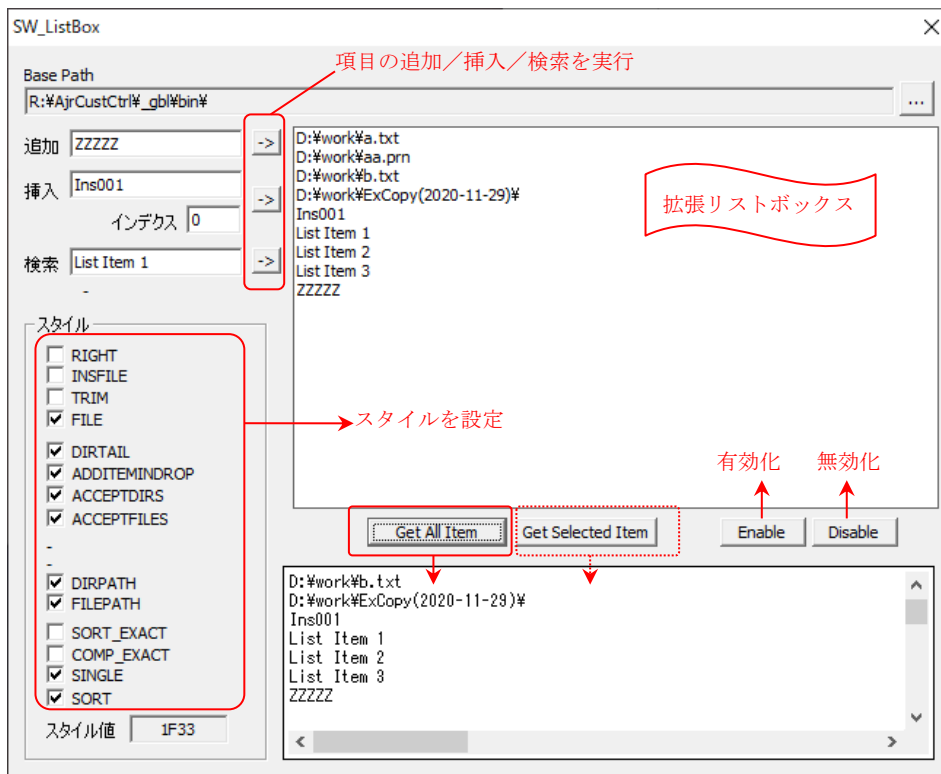 SW_ListBox
項目の追加／挿入／検索を実行
Base Path
R:¥AjrCustCtrl¥_gbl¥bin¥
...
追加 ZZZZZ ->
挿入 Ins001 ->
インデクス 0
検索 List Item 1 ->
-
D:¥work¥a.txt
D:¥work¥aa.prn
D:¥work¥b.txt
D:¥work¥ExCopy(2020-11-29)¥
Ins001
List Item 1
List Item 2
List Item 3
ZZZZZ
拡張リストボックス
スタイル
RIGHT
INSFILE
TRIM
FILE
DIRTAIL
ADDITEMINDROP
ACCEPTDIRS
ACCEPTFILES
-
-
DIRPATH
FILEPATH
SORT_EXACT
COMP_EXACT
SINGLE
SORT
スタイル値 1F33
スタイルを設定
有効化 無効化
Get All Item Get Selected Item Enable Disable
D:¥work¥b.txt
D:¥work¥ExCopy(2020-11-29)¥
Ins001
List Item 1
List Item 2
List Item 3
ZZZZZ